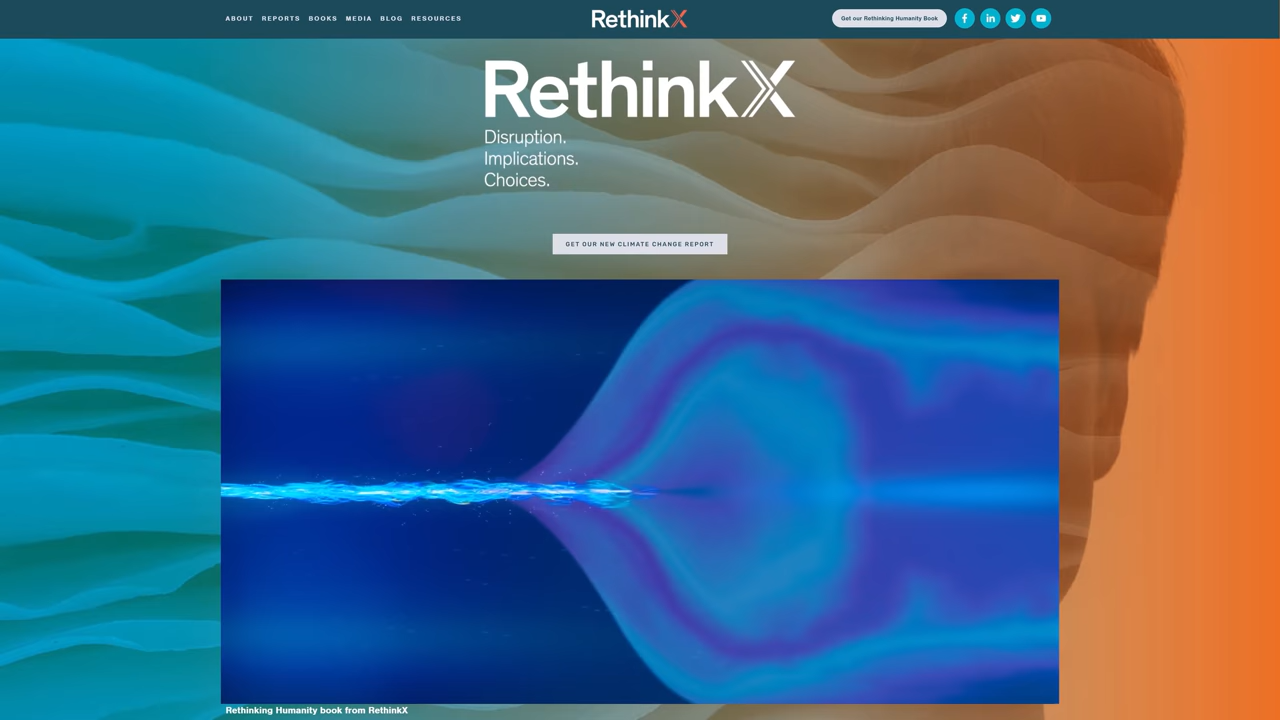 ABOUT REPORTS BOOKS MEDIA BLOG RESOURCES
RethinkX
Get our Rethinking Humanity Book
RethinkX
Disruption.
Implications.
Choices.
GET OUR NEW CLIMATE CHANGE REPORT
Rethinking Humanity book from RethinkX